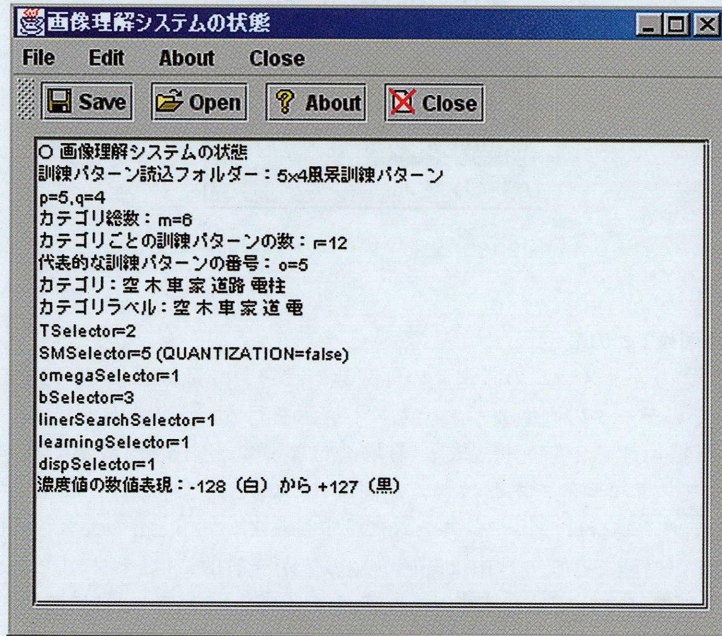 画像理解システムの状態
File Edit About Close
Save Open About Close
○ 画像理解システムの状態
訓練パターン読込フォルダー：5x4風景訓練パターン
p=5,q=4
カテゴリ総数：m=6
カテゴリごとの訓練パターンの数：r=12
代表的な訓練パターンの番号：o=5
カテゴリ：空 木 車 家 道路 電柱
カテゴリラベル：空 木 車 家 道 電
TSelector=2
SMSelector=5 (QUANTIZATION=false)
omegaSelector=1
bSelector=3
linerSearchSelector=1
learningSelector=1
dispSelector=1
濃度値の数値表現：-128（白）から +127（黒）